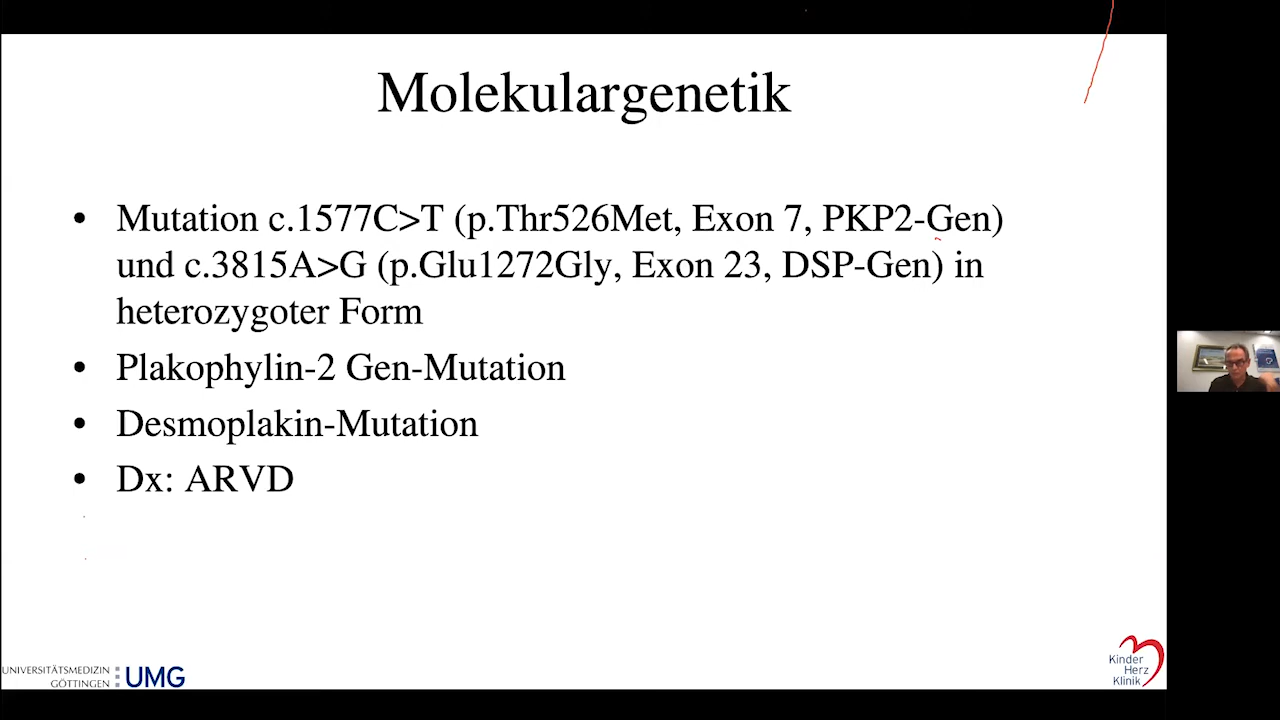 Molekulargenetik
• Mutation c.1577C>T (p.Thr526Met, Exon 7, PKP2-Gen)
und c.3815A>G (p.Glu1272Gly, Exon 23, DSP-Gen) in
heterozygoter Form
• Plakophylin-2 Gen-Mutation
• Desmoplakin-Mutation
• Dx: ARVD
UNIVERSITÄTSMEDIZIN
GÖTTINGEN
UMG
Kinder
Herz
Klinik